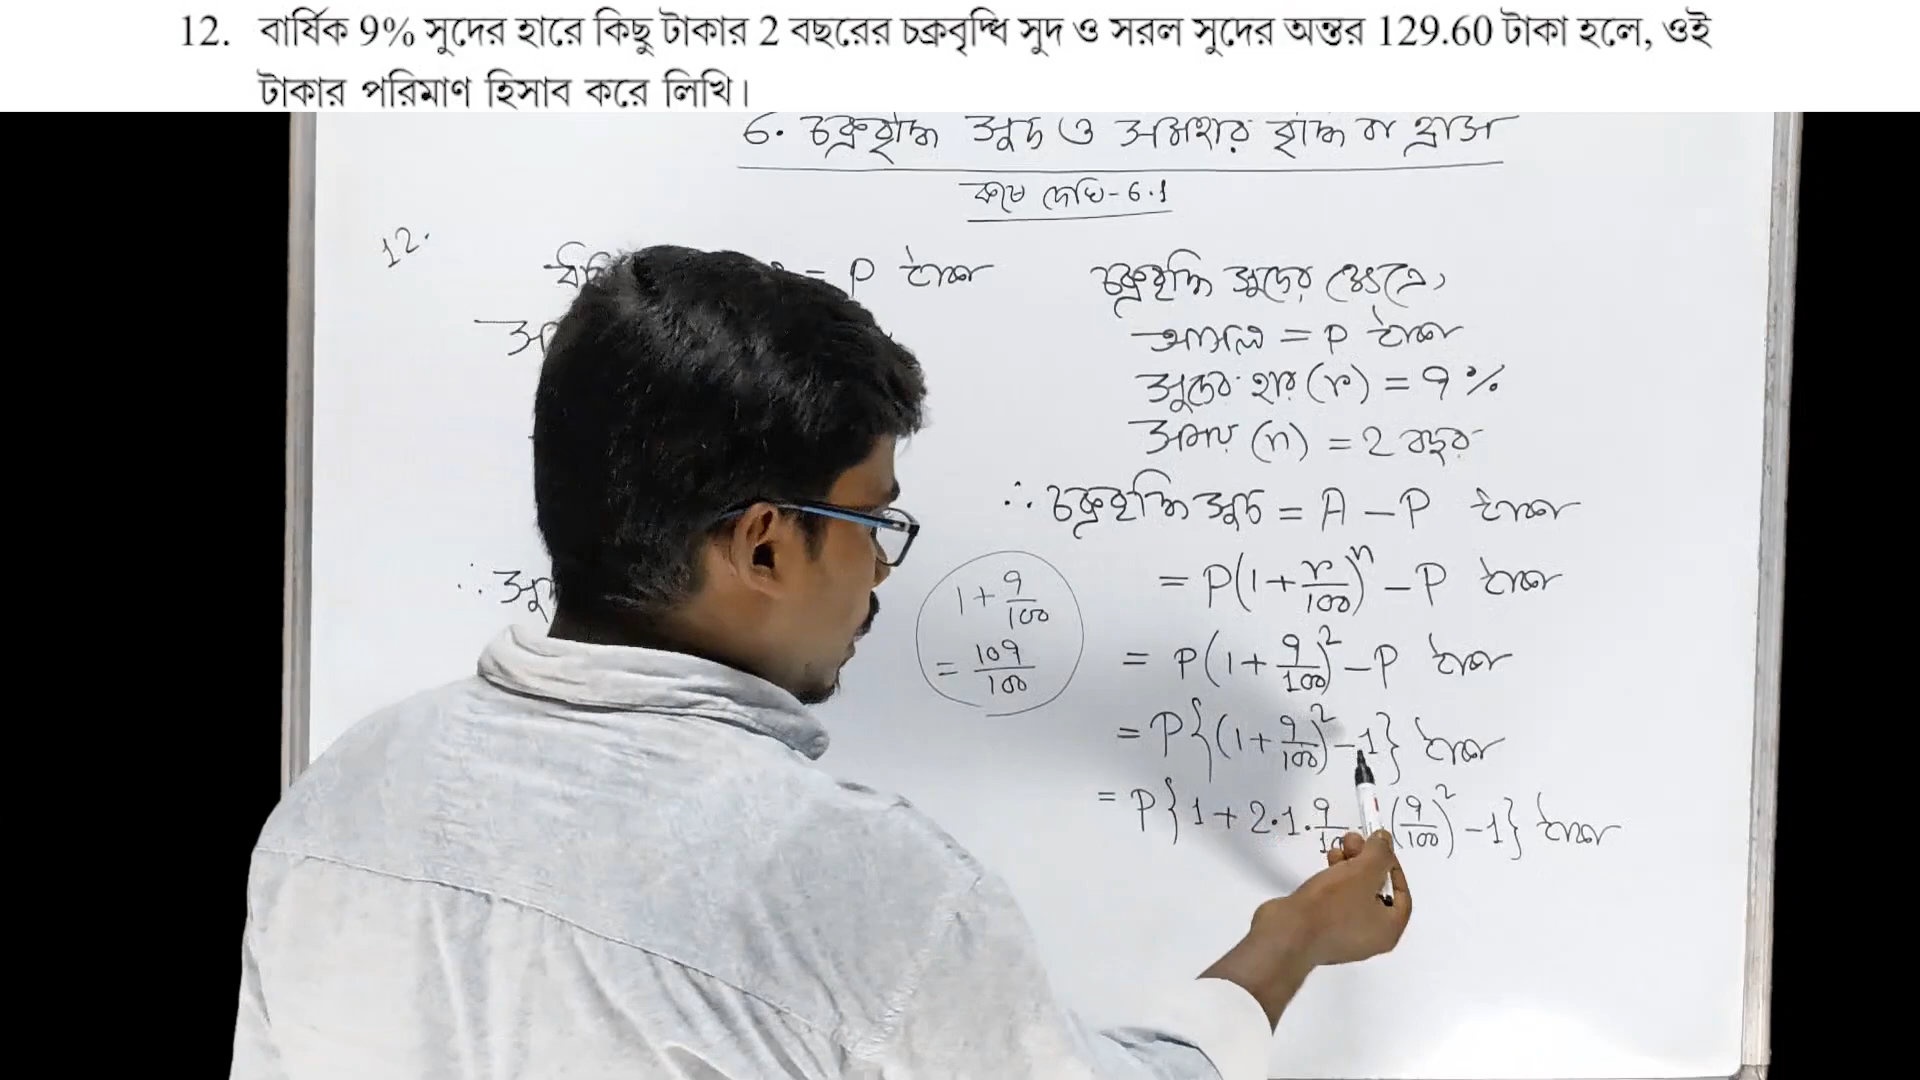 12. বার্ষিক 9% সুদের হারে কিছু টাকার 2 বছরের চক্রবৃদ্ধি সুদ ও সরল সুদের অন্তর 129.60 টাকা হলে, ওই
টাকার পরিমাণ হিসাব করে লিখি।
6. চক্রবৃদ্ধি সুদ ও সমহার বৃদ্ধি বা হ্রাস
কষে দেখি-6.1
12.
= P টাকা
চক্রবৃদ্ধি সুদের ক্ষেত্রে,
আসল = P টাকা
সুদের হার (r) = 9%
সময় (n) = 2 বছর
∴ চক্রবৃদ্ধি সুদ = A - P টাকা
= P(1+r/100)^n - P টাকা
1 + 9/100
= 109/100
= P(1+9/100)^2 - P টাকা
= P{(1+9/100)^2 - 1} টাকা
= P{1 + 2·1·9/100 (9/100)^2 - 1} টাকা